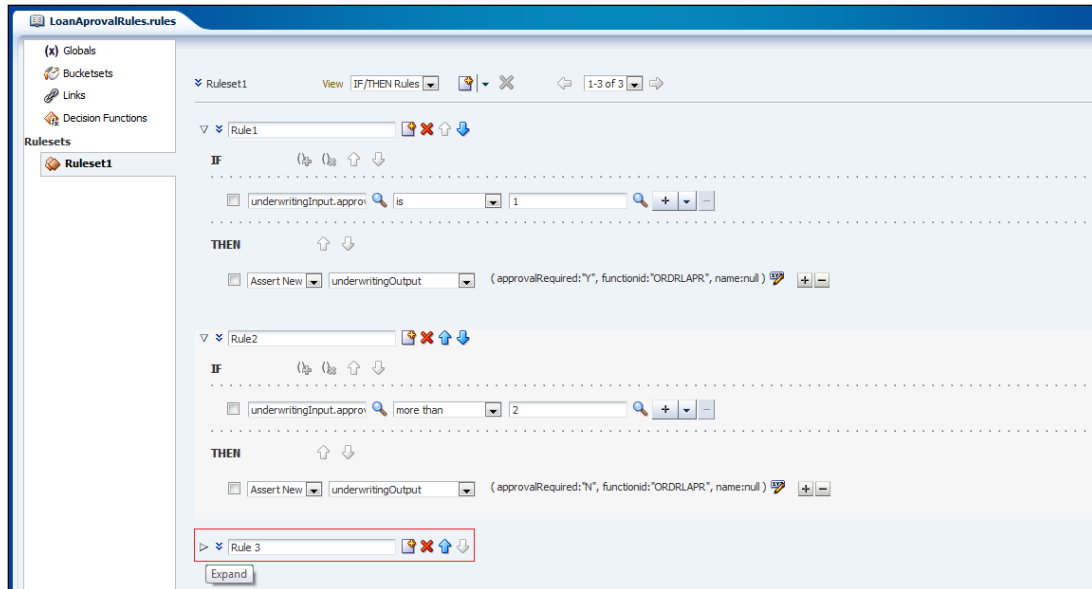 LoanAprovalRules.rules
(x) Globals
Bucketsets
Links
Decision Functions
Rulesets
Ruleset1
Ruleset1 View IF/THEN Rules 1-3 of 3
Rule1
IF
underwritingInput.approv is 1
THEN
Assert New underwritingOutput ( approvalRequired:"Y", functionid:"ORDRLAPR", name:null )
Rule2
IF
underwritingInput.approv more than 2
THEN
Assert New underwritingOutput ( approvalRequired:"N", functionid:"ORDRLAPR", name:null )
Rule 3
Expand